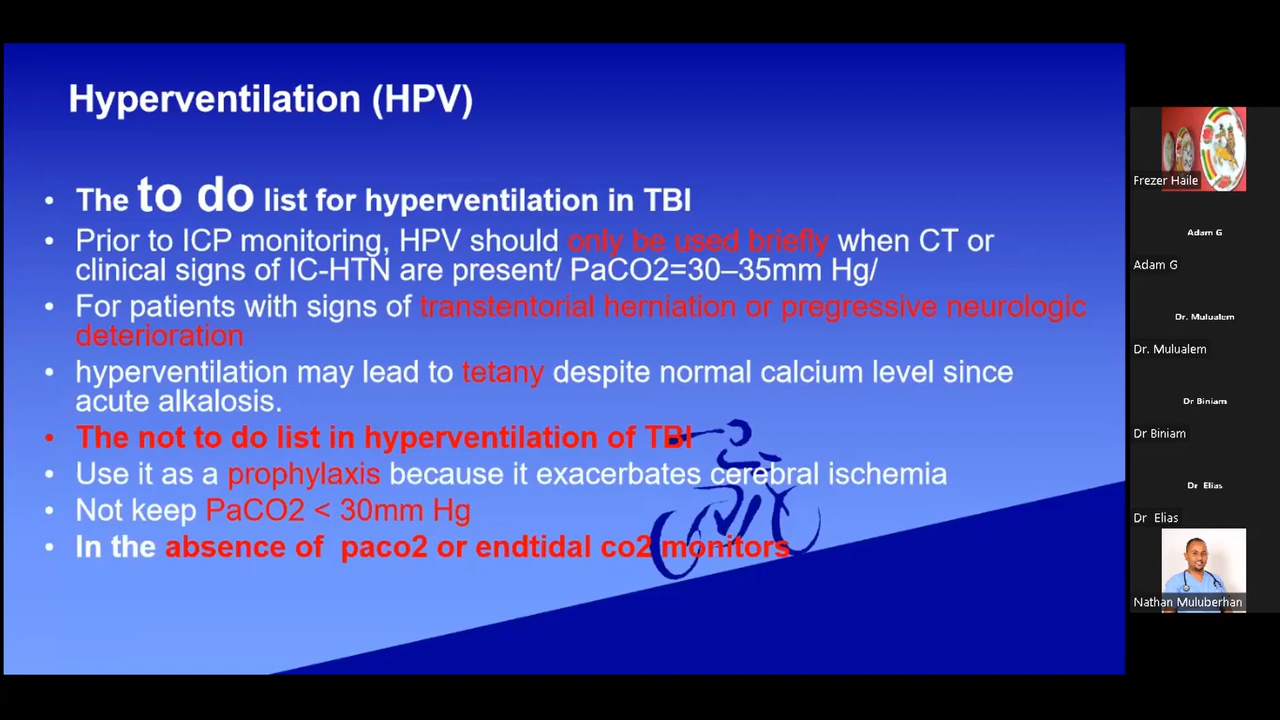 Hyperventilation (HPV)
• The to do list for hyperventilation in TBI
• Prior to ICP monitoring, HPV should only be used briefly when CT or
clinical signs of IC-HTN are present/ PaCO2=30–35mm Hg/
• For patients with signs of transtentorial herniation or pregressive neurologic
deterioration
• hyperventilation may lead to tetany despite normal calcium level since
acute alkalosis.
• The not to do list in hyperventilation of TBI
• Use it as a prophylaxis because it exacerbates cerebral ischemia
• Not keep PaCO2 < 30mm Hg
• In the absence of paco2 or endtidal co2 monitors
Frezer Haile
Adam G
Adam G
Dr. Mulualem
Dr. Mulualem
Dr Biniam
Dr Biniam
Dr Elias
Dr Elias
Nathan Muluberhan